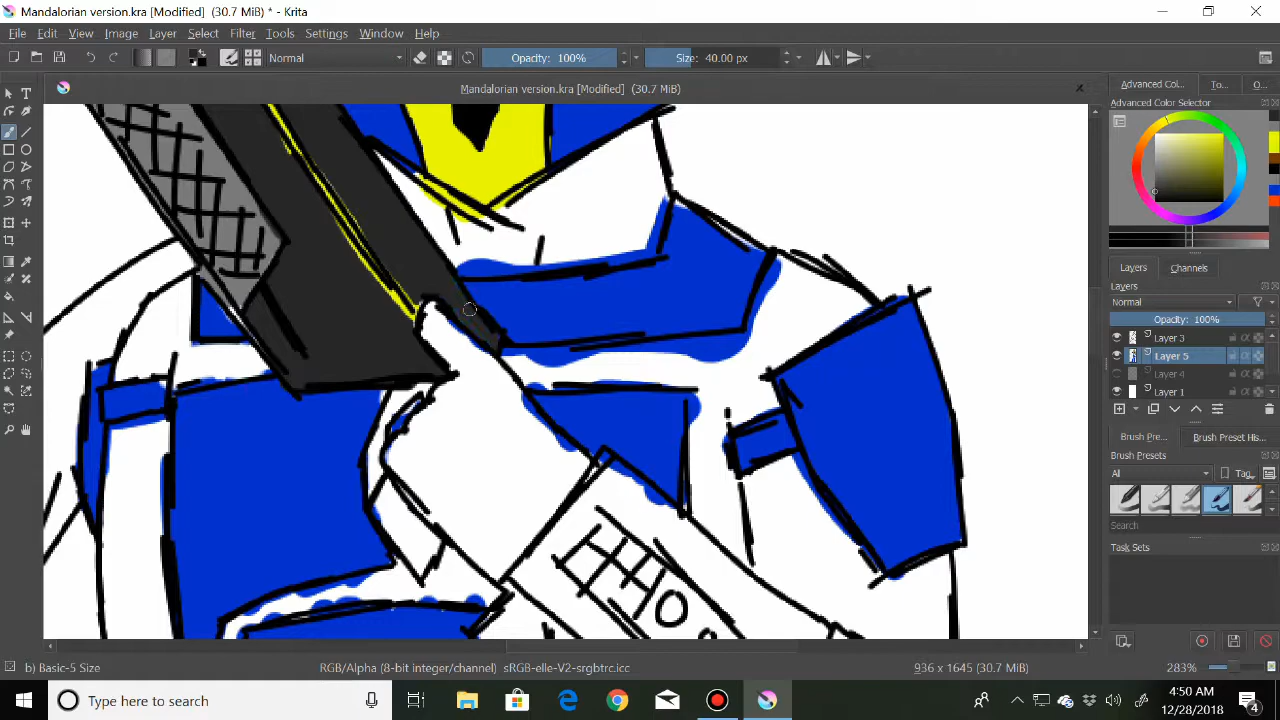 Mandalorian version.kra [Modified] (30.7 MiB) * - Krita
File Edit View Image Layer Select Filter Tools Settings Window Help
Normal Opacity: 100% Size: 40.00 px
Mandalorian version.kra [Modified] (30.7 MiB)
Advanced Col... To... O...
Advanced Color Selector
Layers Channels
Layers
Normal
Opacity: 100%
Layer 3
Layer 5
Layer 4
Layer 1
Brush Pre... Brush Preset His...
Brush Presets
All Tag
Search
Task Sets
b) Basic-5 Size RGB/Alpha (8-bit integer/channel) sRGB-elle-V2-srgbtrc.icc 936 x 1645 (30.7 MiB) 283%
Type here to search
4:50 AM
12/28/2018
4